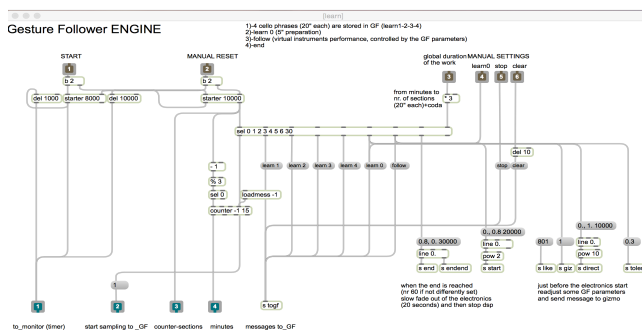 [learn]
Gesture Follower ENGINE
1)-4 cello phrases (20" each) are stored in GF (learn1-2-3-4)
2)-learn 0 (5" preparation)
3)-follow (virtual instruments performance, controlled by the GF parameters)
4)-end
START
MANUAL RESET
global duration
of the work
MANUAL SETTINGS
learn0 stop clear
1
2
3
4
5
6
b 2
b 2
from minutes to
nr. of sections
(20" each)+coda
* 3
del 1000
starter 8000
del 10000
starter 10000
sel 0 1 2 3 4 5 6 30
del 10
learn 1
learn 2
learn 3
learn 4
learn 0
follow
stop
clear
- 1
% 3
sel 0
loadmess -1
counter -1 15
0.8, 0. 30000
line 0.
s end
s endend
0., 0.8 20000
line 0.
pow 2
s start
801
1
s like
s giz
0., 1. 10000
line 0.
pow 10
s direct
0.3
s toler
when the end is reached
(nr 60 if not differently set)
slow fade out of the electronics
(20 seconds) and then stop dsp
just before the electronics start
readjust some GF parameters
and send message to gizmo
1
1
2
3
4
s togf
to_monitor (timer)
start sampling to_GF
counter-sections
minutes
messages to_GF